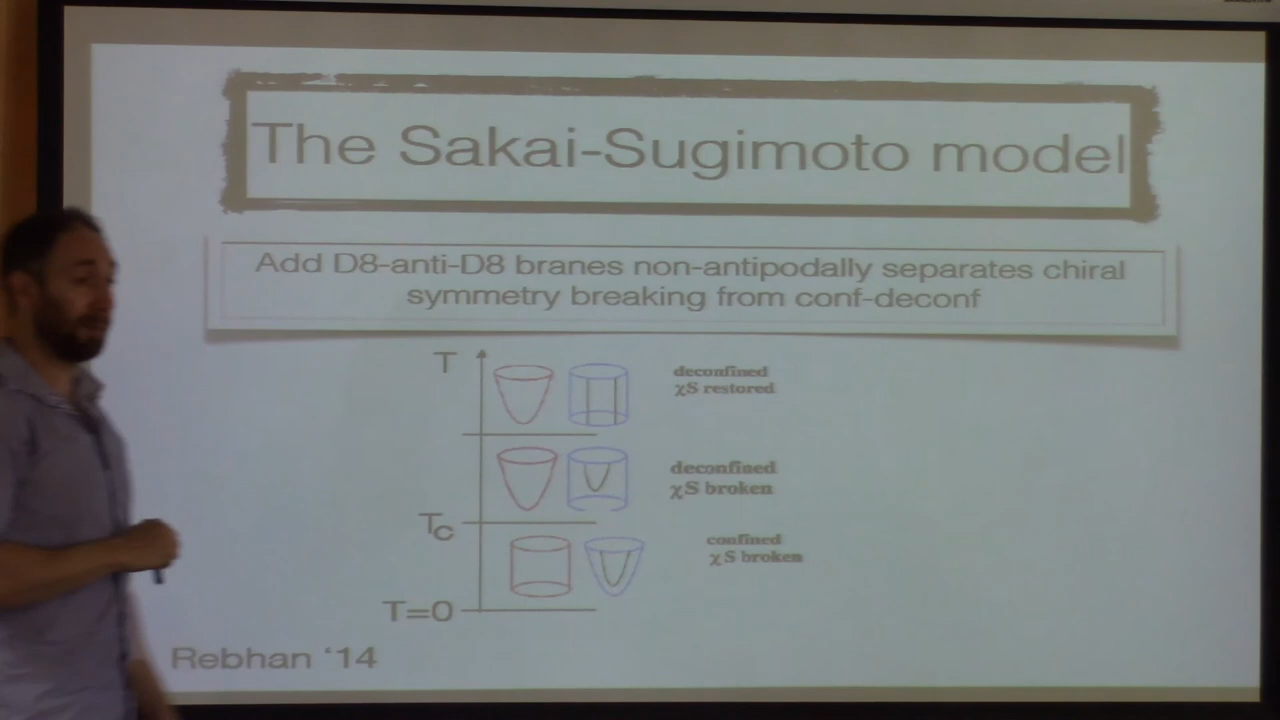 The Sakai-Sugimoto model
Add D8-anti-D8 branes non-antipodally separates chiral
symmetry breaking from conf-deconf
T
deconfined
χS restored
deconfined
χS broken
Tc
confined
χS broken
T=0
Rebhan ‘14